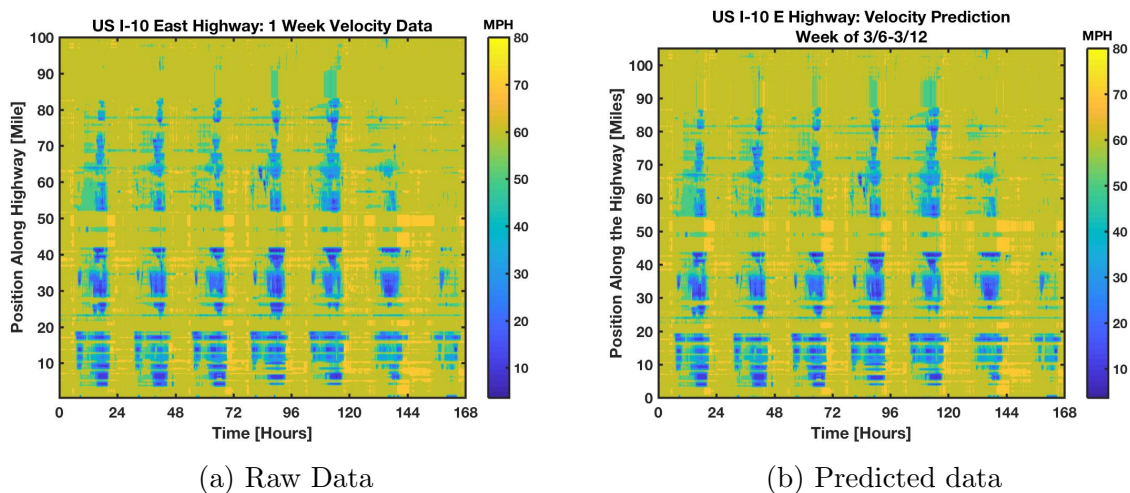 US I-10 East Highway: 1 Week Velocity Data
MPH
100
90
80
70
60
50
40
30
20
10
Position Along Highway [Mile]
0 24 48 72 96 120 144 168
Time [Hours]
80
70
60
50
40
30
20
10
(a) Raw Data
US I-10 E Highway: Velocity Prediction
Week of 3/6-3/12
MPH
100
90
80
70
60
50
40
30
20
10
0
Position Along the Highway [Miles]
0 24 48 72 96 120 144 168
Time [Hours]
80
70
60
50
40
30
20
10
(b) Predicted data